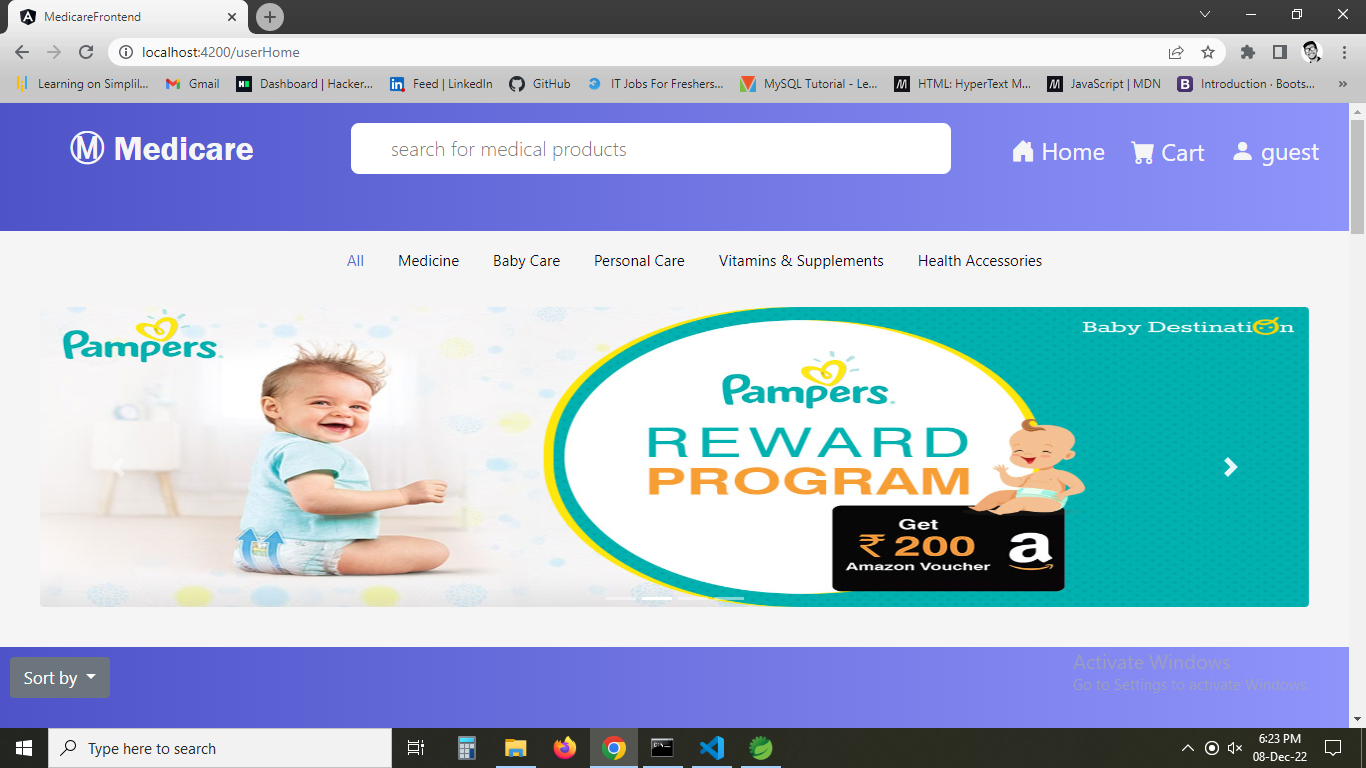 MedicareFrontend
localhost:4200/userHome
Learning on Simplil... Gmail Dashboard | Hacker... Feed | LinkedIn GitHub IT Jobs For Freshers... MySQL Tutorial - Le... HTML: HyperText M... JavaScript | MDN Introduction · Boots... »
Ⓜ Medicare
search for medical products
Home Cart guest
All Medicine Baby Care Personal Care Vitamins & Supplements Health Accessories
Pampers
Baby Destination
Pampers
REWARD
PROGRAM
Get
₹ 200
Amazon Voucher
a
Sort by
Activate Windows
Go to Settings to activate Windows.
Type here to search
6:23 PM
08-Dec-22